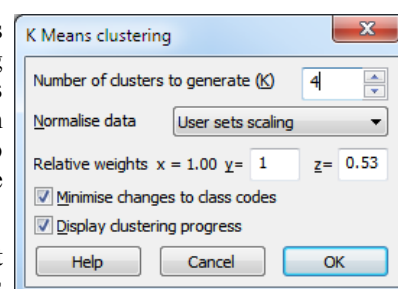 K Means clustering
Number of clusters to generate (K) 4
Normalise data User sets scaling
Relative weights x = 1.00 y= 1 z= 0.53
Minimise changes to class codes
Display clustering progress
Help Cancel OK